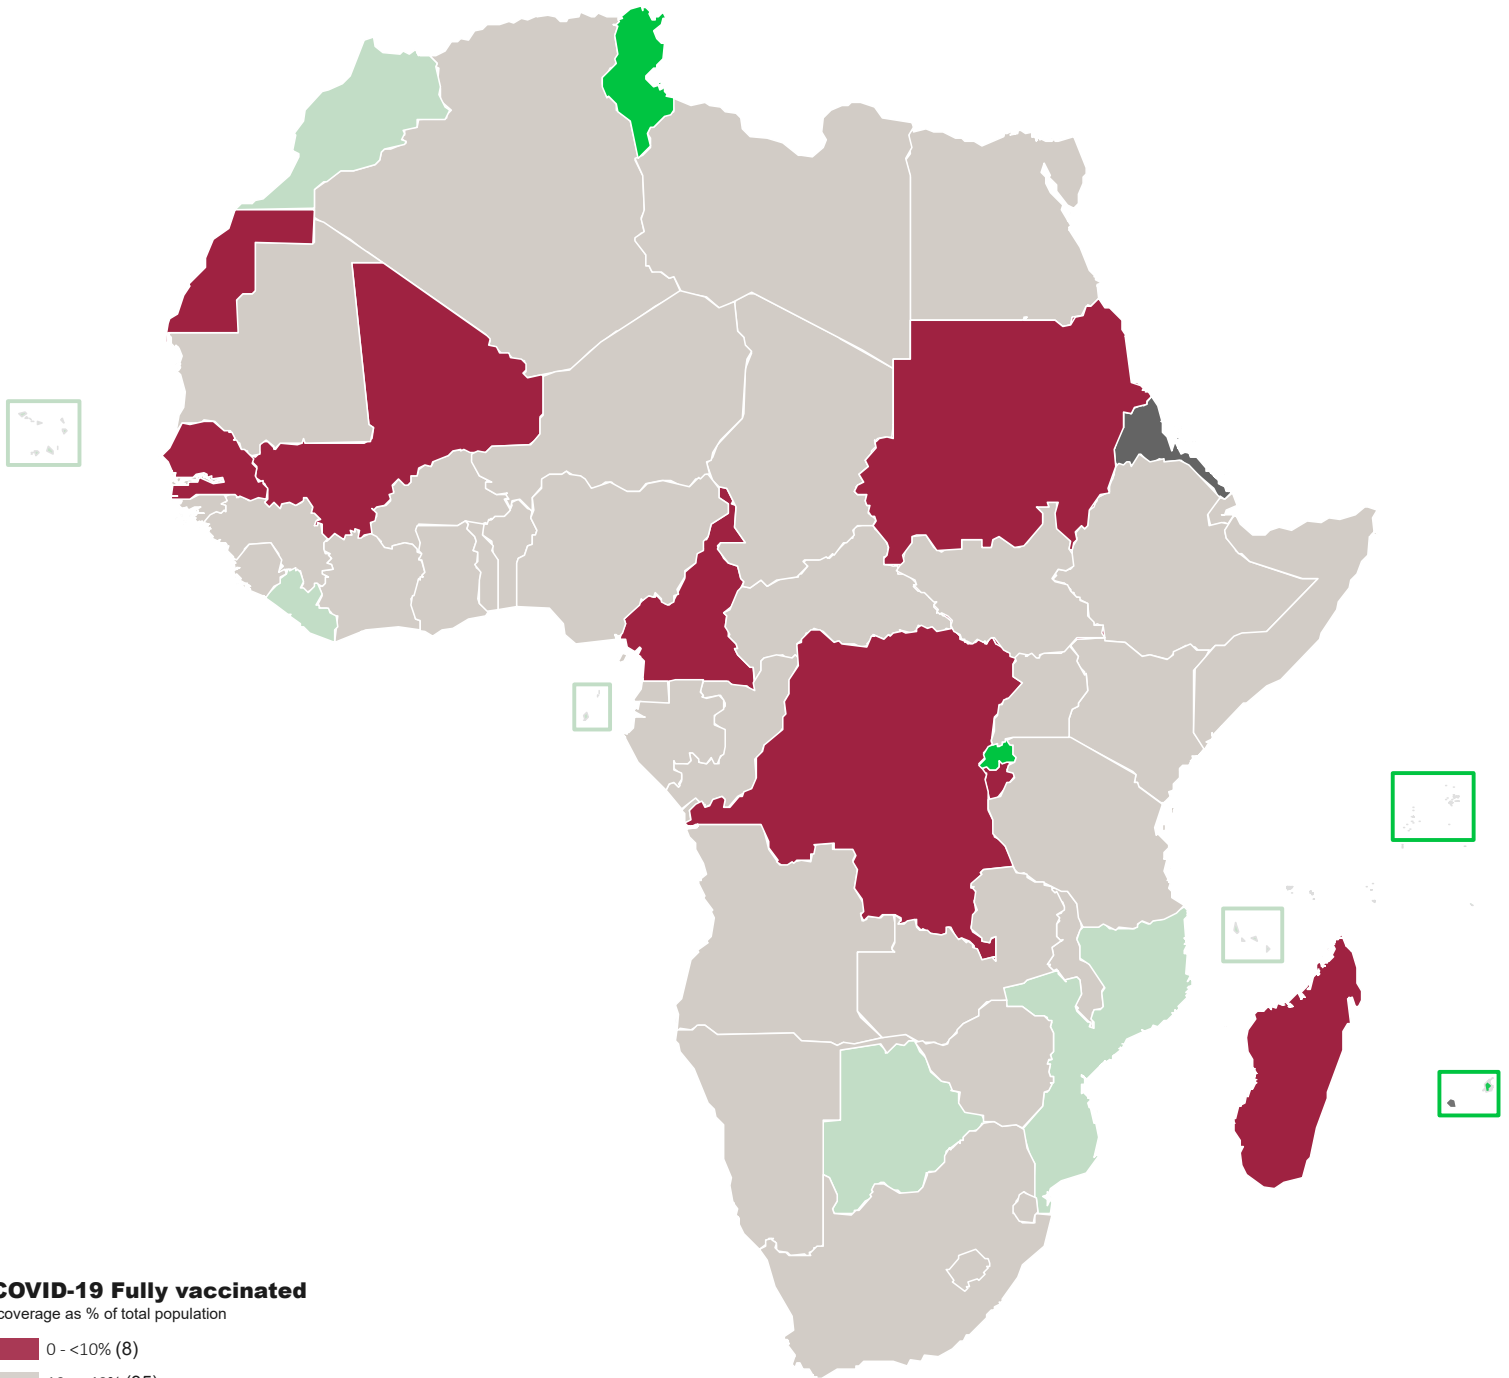 COVID-19 Fully vaccinated
coverage as % of total population
0 - <10% (8)